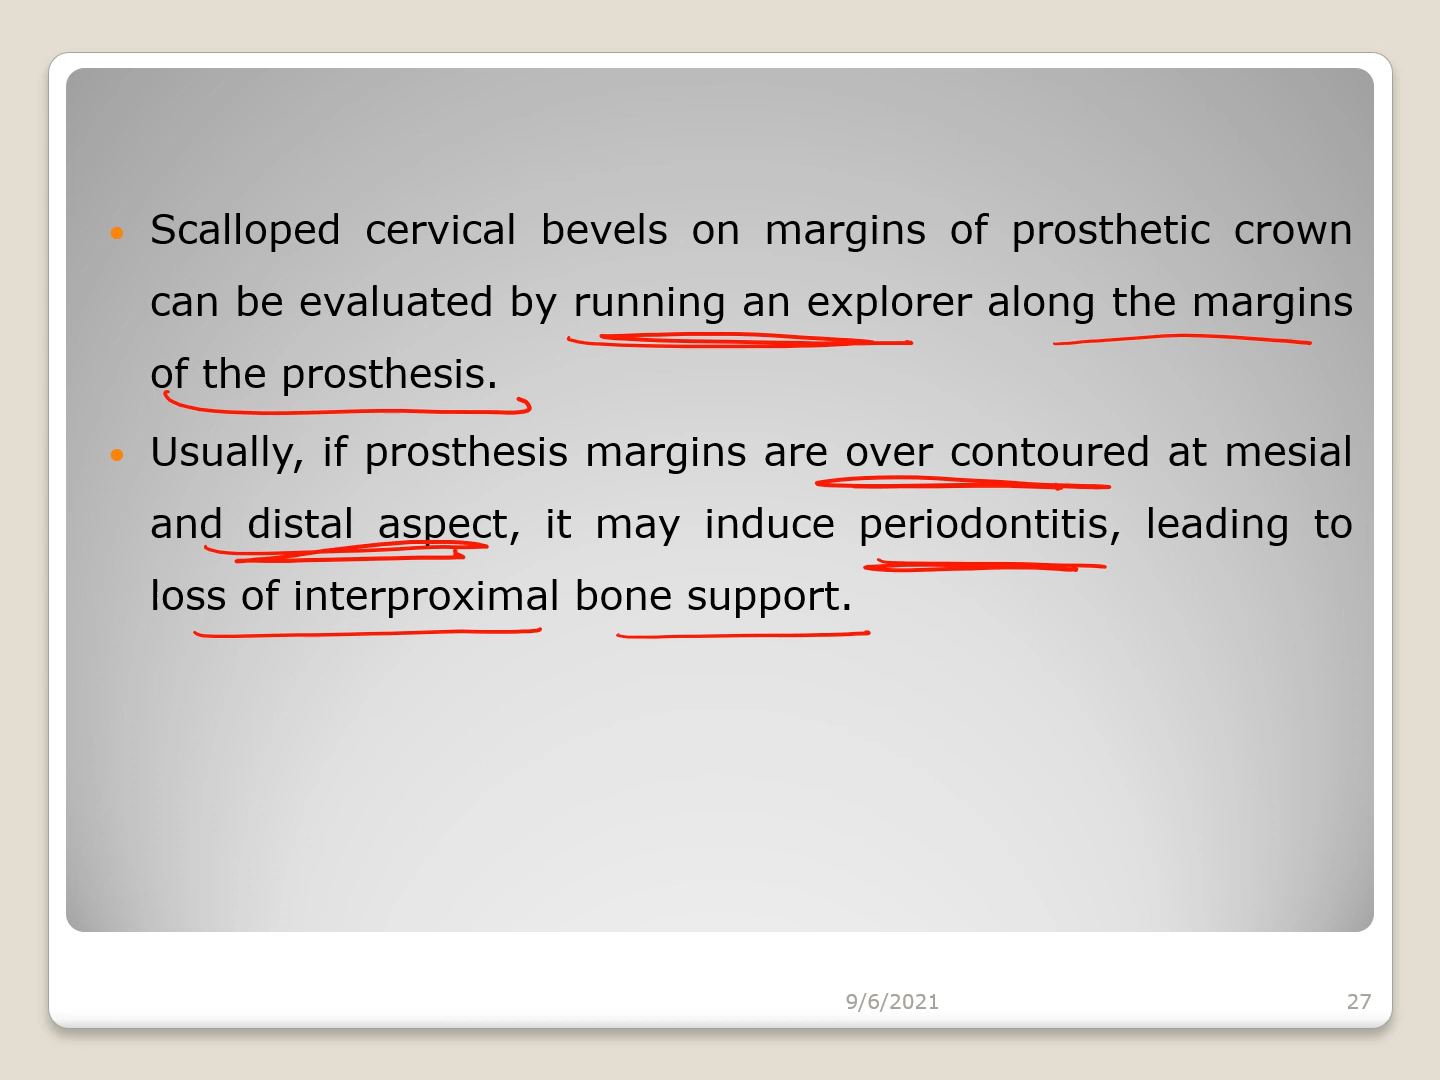 Scalloped cervical bevels on margins of prosthetic crown
can be evaluated by running an explorer along the margins
of the prosthesis.
Usually, if prosthesis margins are over contoured at mesial
and distal aspect, it may induce periodontitis, leading to
loss of interproximal bone support.
9/6/2021
27